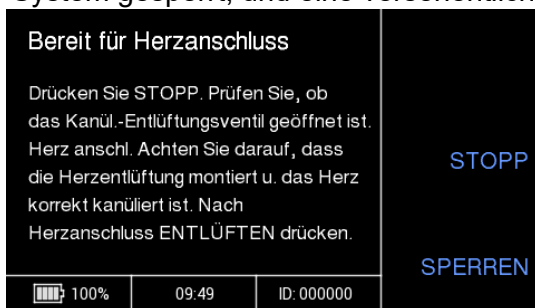 Bereit für Herzanschluss
Drücken Sie STOPP. Prüfen Sie, ob
das Kanül.-Entlüftungsventil geöffnet ist.
Herz anschl. Achten Sie darauf, dass
die Herzentlüftung montiert u. das Herz
korrekt kanüliert ist. Nach
Herzanschluss ENTLÜFTEN drücken.
STOPP
SPERREN
100%
09:49
ID: 000000